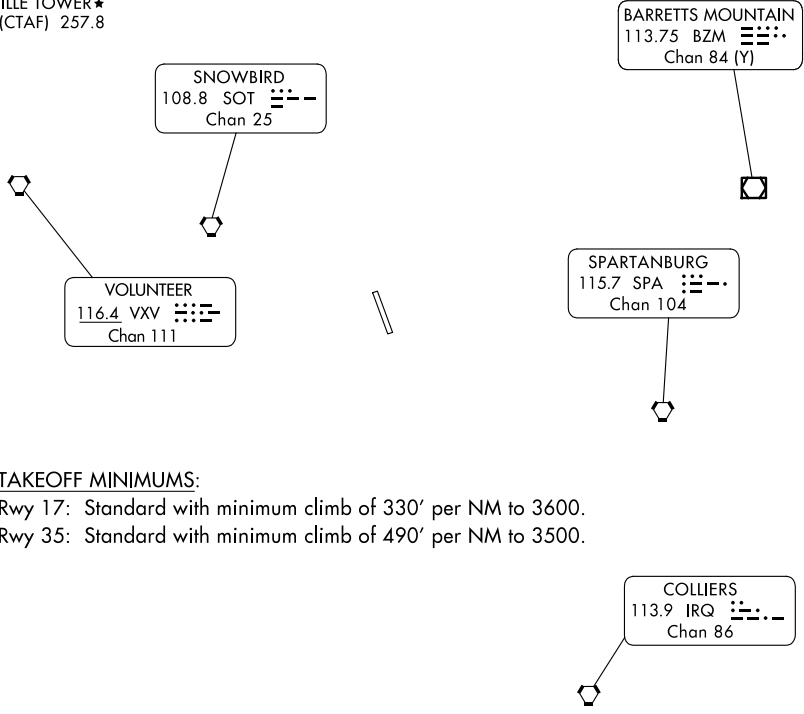 TOWER★
(CTAF) 257.8
BARRETTS MOUNTAIN
113.75 BZM
Chan 84 (Y)
SNOWBIRD
108.8 SOT
Chan 25
SPARTANBURG
115.7 SPA
Chan 104
VOLUNTEER
116.4 VXV
Chan 111
TAKEOFF MINIMUMS:
Rwy 17: Standard with minimum climb of 330' per NM to 3600.
Rwy 35: Standard with minimum climb of 490' per NM to 3500.
COLLIERS
113.9 IRQ
Chan 86